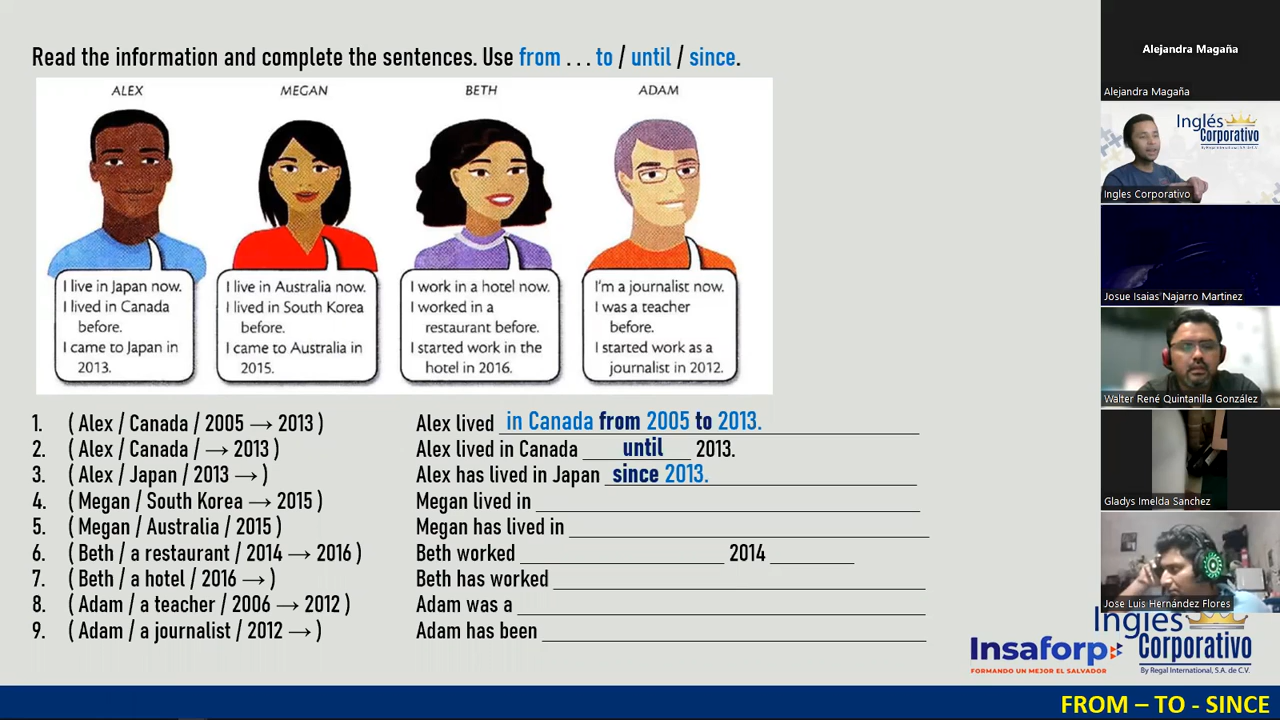 Read the information and complete the sentences. Use from . . . to / until / since.
ALEX
MEGAN
BETH
ADAM
I live in Japan now.
I lived in Canada
before.
I came to Japan in
2013.
I live in Australia now.
I lived in South Korea
before.
I came to Australia in
2015.
I work in a hotel now.
I worked in a
restaurant before.
I started work in the
hotel in 2016.
I'm a journalist now.
I was a teacher
before.
I started work as a
journalist in 2012.
1. ( Alex / Canada / 2005 → 2013 ) Alex lived in Canada from 2005 to 2013.
2. ( Alex / Canada / → 2013 ) Alex lived in Canada until 2013.
3. ( Alex / Japan / 2013 → ) Alex has lived in Japan since 2013.
4. ( Megan / South Korea → 2015 ) Megan lived in
5. ( Megan / Australia / 2015 ) Megan has lived in
6. ( Beth / a restaurant / 2014 → 2016 ) Beth worked 2014
7. ( Beth / a hotel / 2016 → ) Beth has worked
8. ( Adam / a teacher / 2006 → 2012 ) Adam was a
9. ( Adam / a journalist / 2012 → ) Adam has been
Alejandra Magaña
Alejandra Magaña
Inglés
Corporativo
By Regal International, S.A. de C.V.
Ingles Corporativo
Josue Isaias Najarro Martinez
Walter René Quintanilla González
Gladys Imelda Sanchez
Jose Luis Hernández Flores
Insaforp
FORMANDO UN MEJOR EL SALVADOR
Inglés
Corporativo
By Regal International, S.A. de C.V.
FROM – TO - SINCE